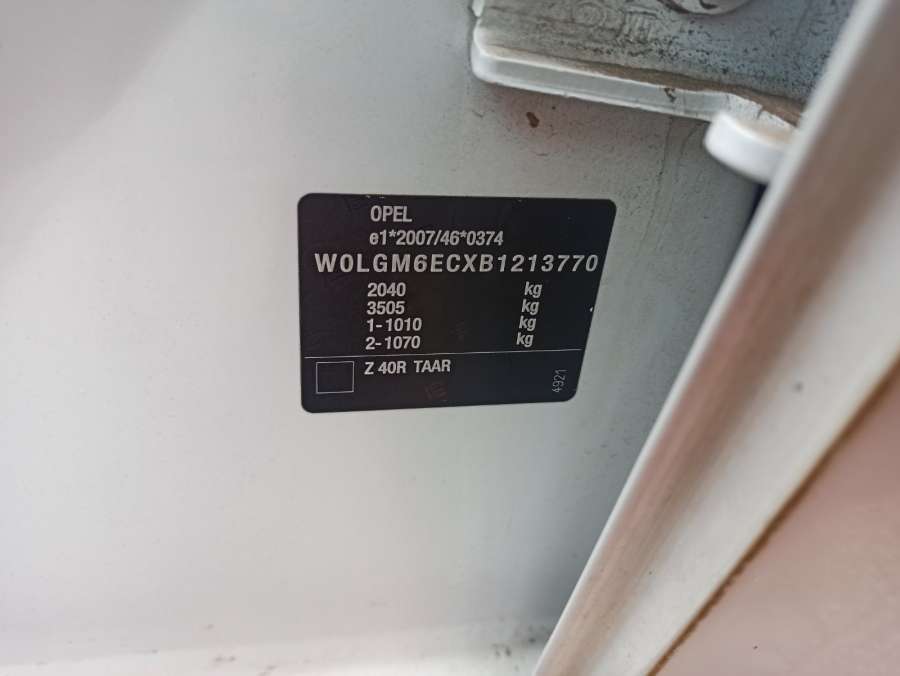 OPEL
e1*2007/46*0374
W0LGM6ECXB1213770
2040 kg
3505 kg
1-1010 kg
2-1070 kg
Z 40R TAAR
4921